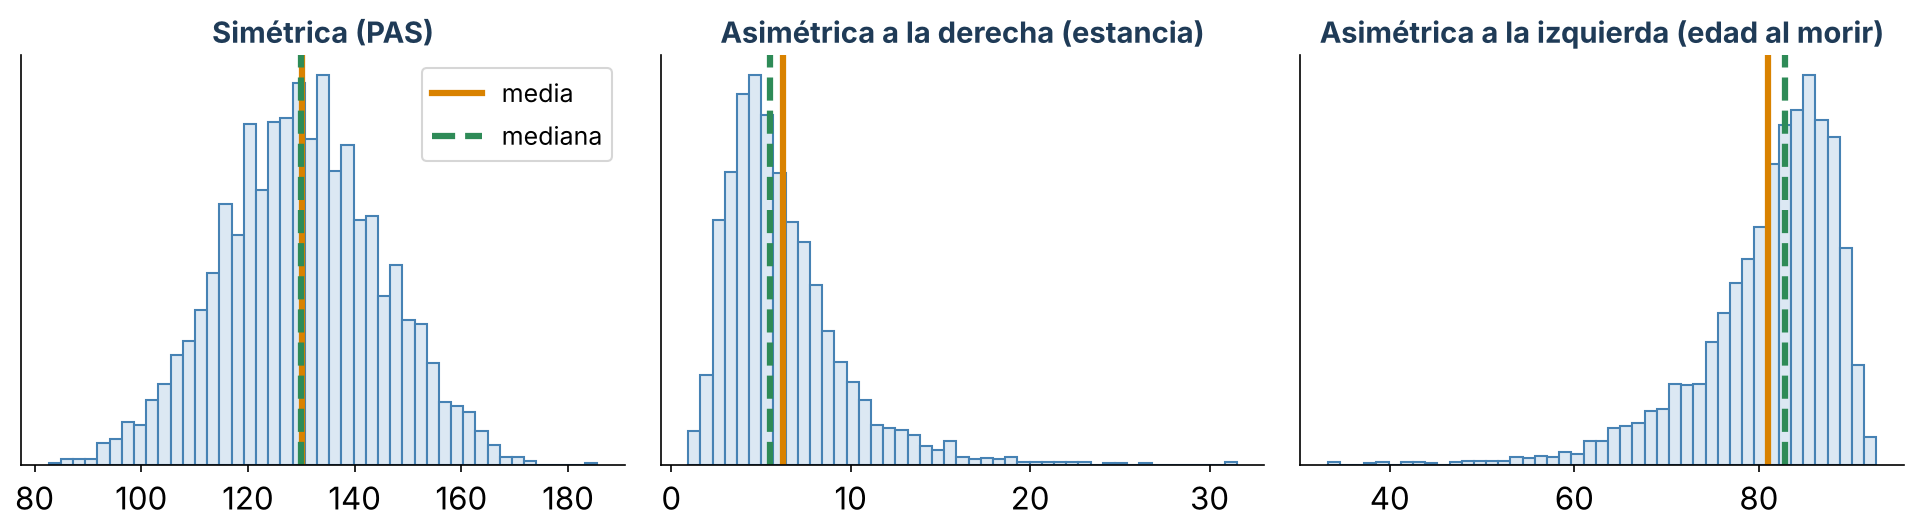 Simétrica (PAS)
media
mediana
80 100 120 140 160 180
Asimétrica a la derecha (estancia)
0 10 20 30
Asimétrica a la izquierda (edad al morir)
40 60 80